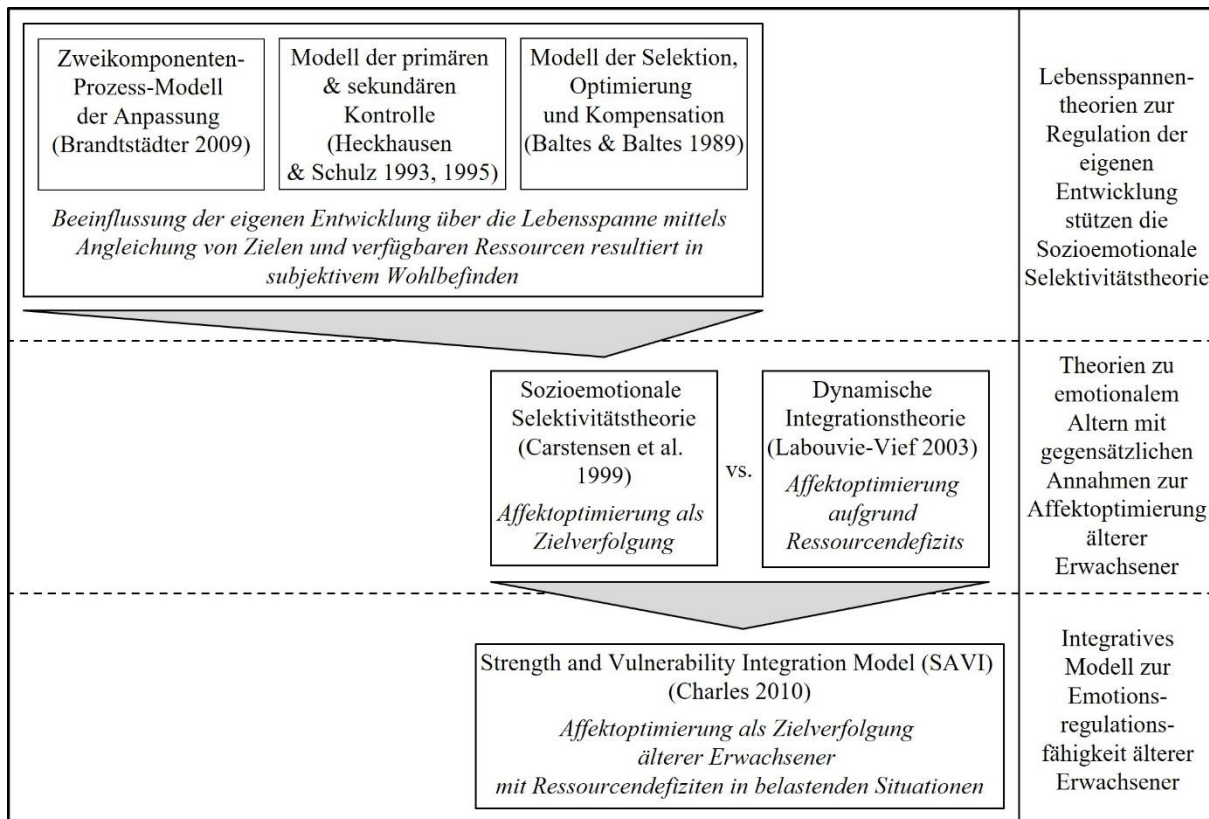 Zweikomponenten-
Prozess-Modell
der Anpassung
(Brandtstädter 2009)
Modell der primären
& sekundären
Kontrolle
(Heckhausen
& Schulz 1993, 1995)
Modell der Selektion,
Optimierung
und Kompensation
(Baltes & Baltes 1989)
Beeinflussung der eigenen Entwicklung über die Lebensspanne mittels
Angleichung von Zielen und verfügbaren Ressourcen resultiert in
subjektivem Wohlbefinden
Lebensspannen-
theorien zur
Regulation der
eigenen
Entwicklung
stützen die
Sozioemotionale
Selektivitätstheorie
Sozioemotionale
Selektivitätstheorie
(Carstensen et al.
1999)
Affektoptimierung als
Zielverfolgung
vs.
Dynamische
Integrationstheorie
(Labouvie-Vief 2003)
Affektoptimierung
aufgrund
Ressourcendefizits
Theorien zu
emotionalem
Altern mit
gegensätzlichen
Annahmen zur
Affektoptimierung
älterer
Erwachsener
Strength and Vulnerability Integration Model (SAVI)
(Charles 2010)
Affektoptimierung als Zielverfolgung
älterer Erwachsener
mit Ressourcendefiziten in belastenden Situationen
Integratives
Modell zur
Emotions-
regulations-
fähigkeit älterer
Erwachsener